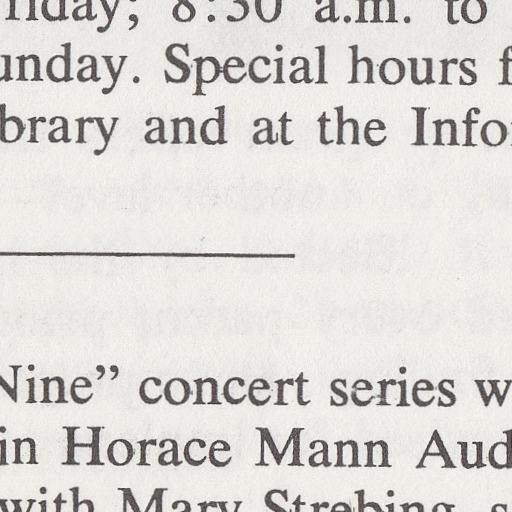 riday; 8:30 a.m. to
unday. Special hours f
brary and at the Info
Nine” concert series w
in Horace Mann Aud
with Mary Strebing, s